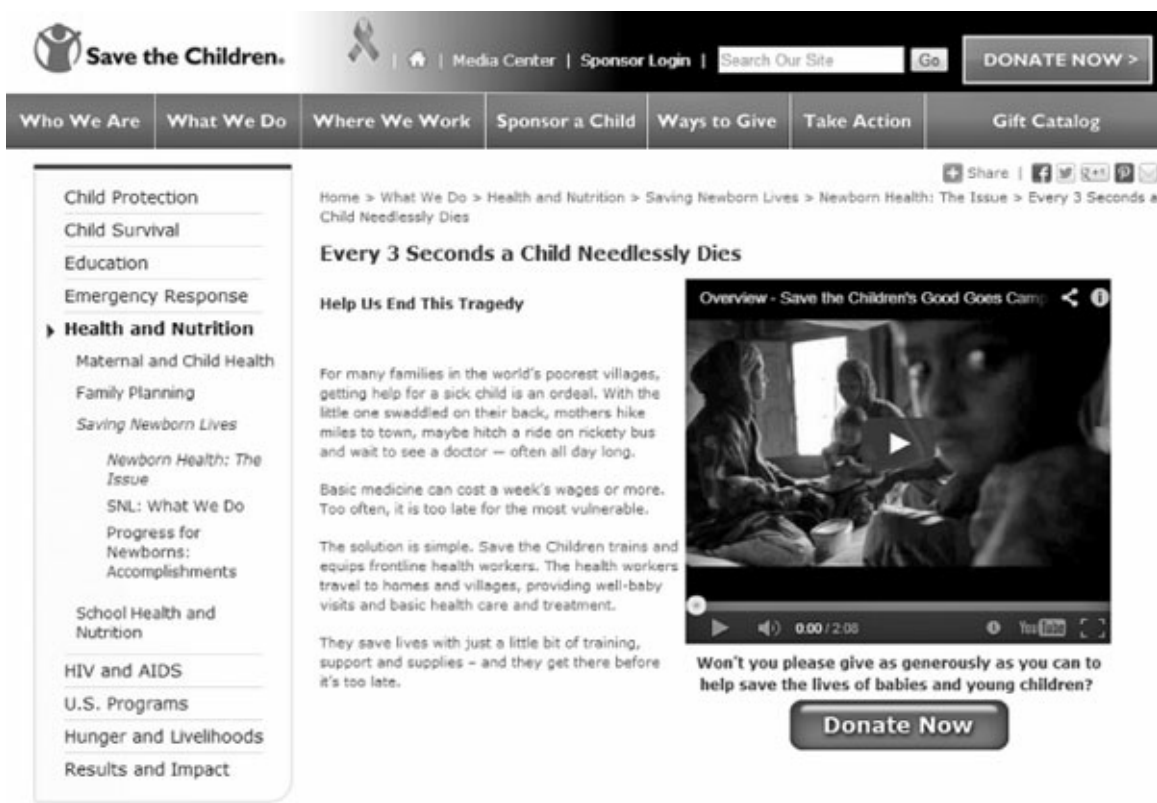 Save the Children.
| | Media Center | Sponsor Login | Search Our Site Go DONATE NOW >
Who We Are What We Do Where We Work Sponsor a Child Ways to Give Take Action Gift Catalog
Share |
Child Protection
Child Survival
Education
Emergency Response
Health and Nutrition
Maternal and Child Health
Family Planning
Saving Newborn Lives
Newborn Health: The
Issue
SNL: What We Do
Progress for
Newborns:
Accomplishments
School Health and
Nutrition
HIV and AIDS
U.S. Programs
Hunger and Livelihoods
Results and Impact
Home > What We Do > Health and Nutrition > Saving Newborn Lives > Newborn Health: The Issue > Every 3 Seconds a
Child Needlessly Dies
Every 3 Seconds a Child Needlessly Dies
Help Us End This Tragedy
For many families in the world's poorest villages,
getting help for a sick child is an ordeal. With the
little one swaddled on their back, mothers hike
miles to town, maybe hitch a ride on rickety bus
and wait to see a doctor — often all day long.
Basic medicine can cost a week's wages or more.
Too often, it is too late for the most vulnerable.
The solution is simple. Save the Children trains and
equips frontline health workers. The health workers
travel to homes and villages, providing well-baby
visits and basic health care and treatment.
They save lives with just a little bit of training,
support and supplies – and they get there before
it's too late.
Overview - Save the Children's Good Goes Camp
0:00 / 2:08 YouTube
Won't you please give as generously as you can to
help save the lives of babies and young children?
Donate Now